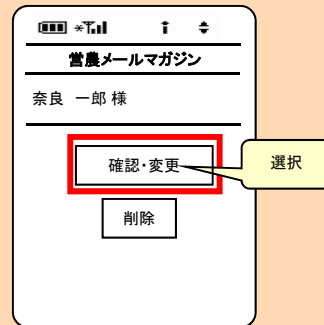 営農メールマガジン
奈良 一郎 様
確認・変更
選択
削除